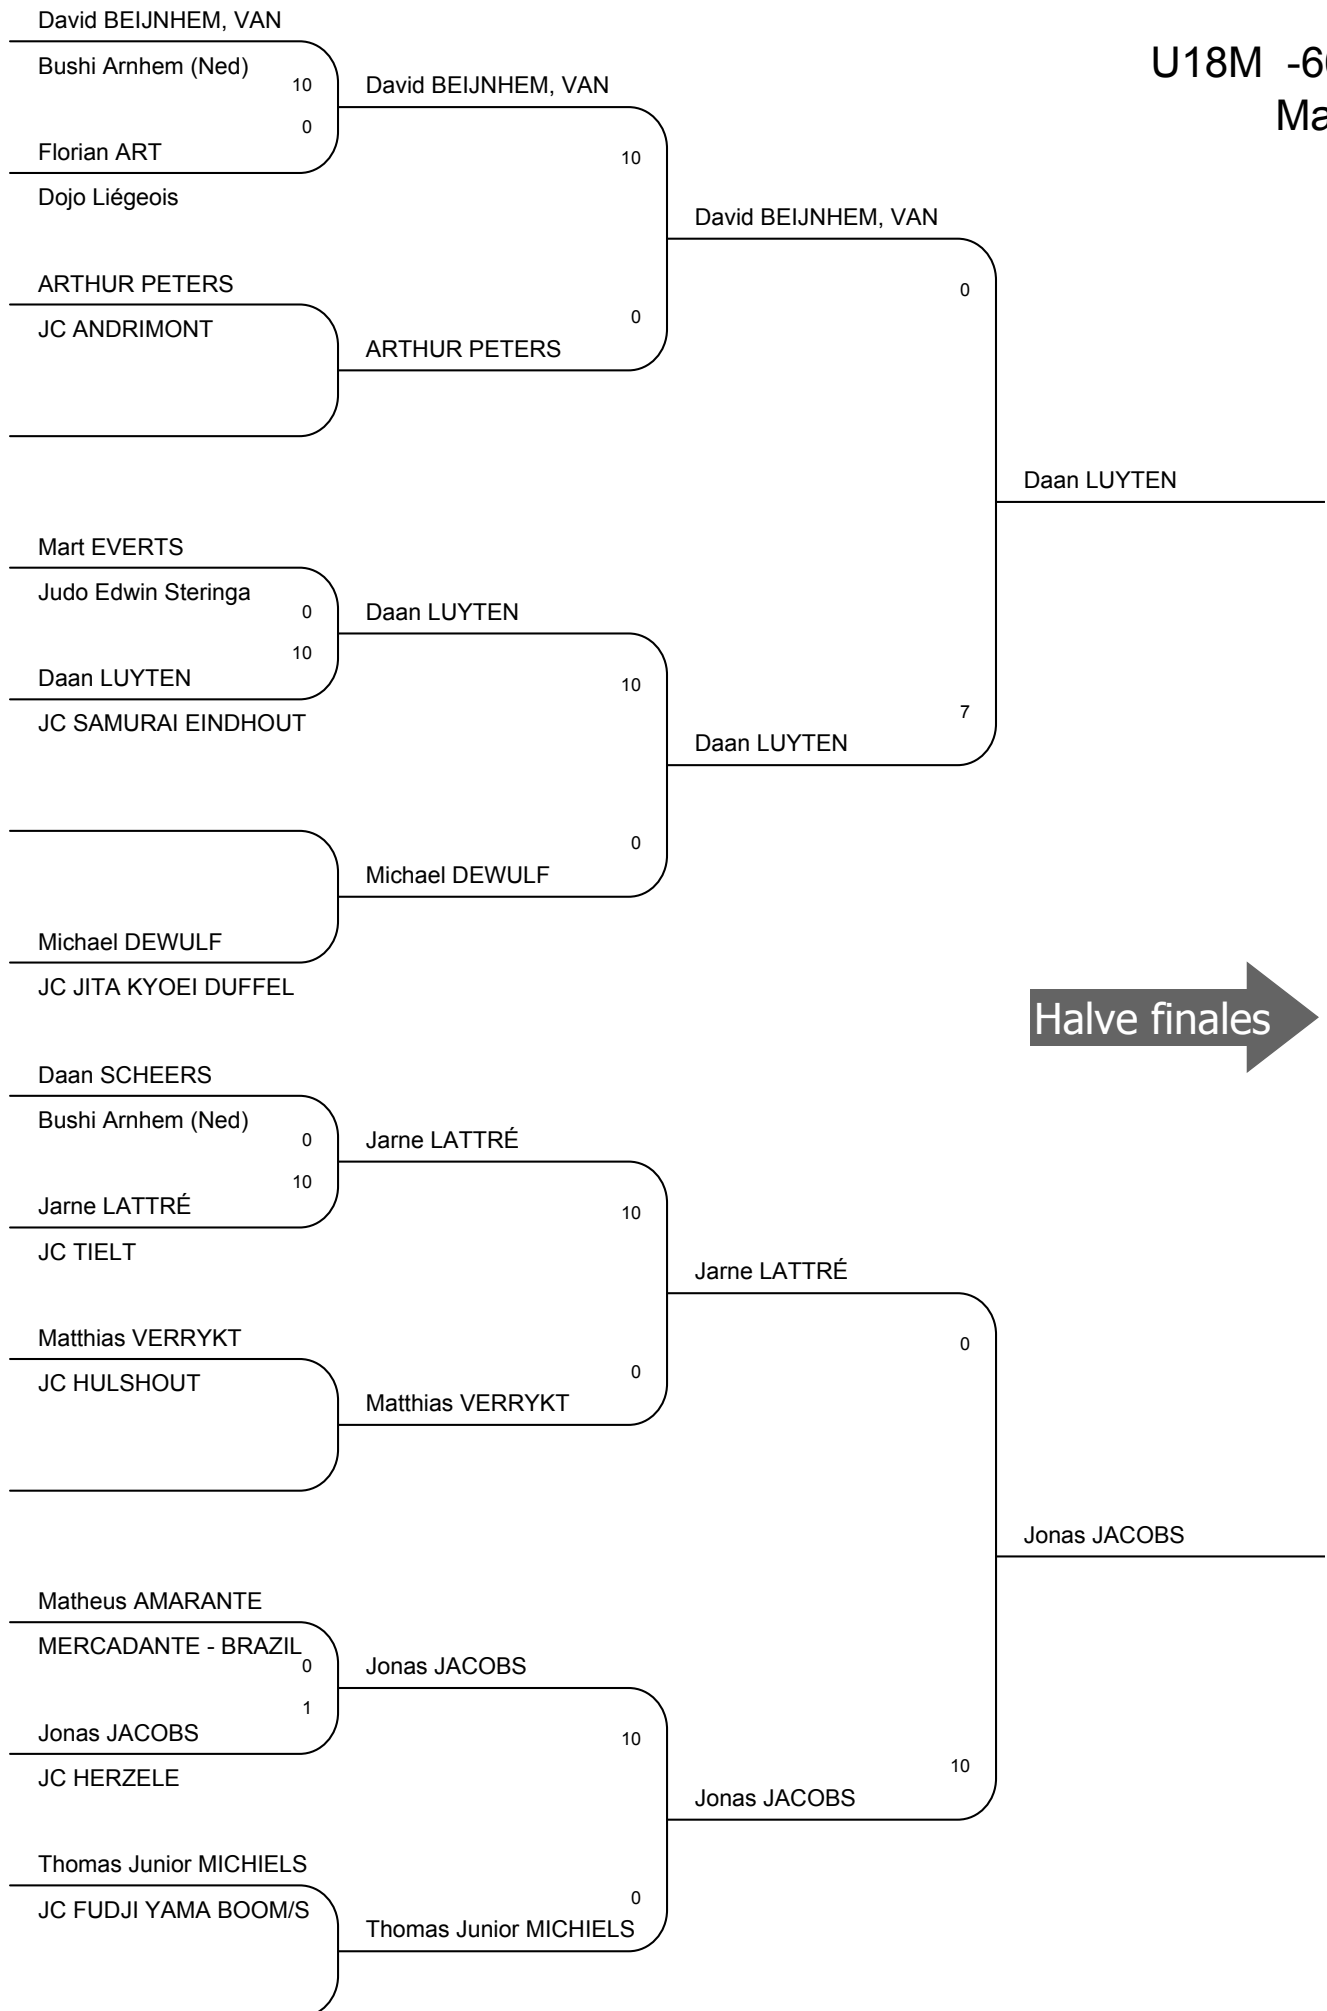 David BEIJNHEM, VAN
Bushi Arnhem (Ned)
10
0
Florian ART
Dojo Liégeois
David BEIJNHEM, VAN
10
U18M -6
Ma
ARTHUR PETERS
JC ANDRIMONT
0
ARTHUR PETERS
David BEIJNHEM, VAN
0
Daan LUYTEN
Mart EVERTS
Judo Edwin Steringa
0
10
Daan LUYTEN
JC SAMURAI EINDHOUT
Daan LUYTEN
10
Daan LUYTEN
7
0
Michael DEWULF
Michael DEWULF
JC JITA KYOEI DUFFEL
Halve finales
Daan SCHEERS
Bushi Arnhem (Ned)
0
10
Jarne LATTRÉ
JC TIELT
Jarne LATTRÉ
10
Jarne LATTRÉ
0
Matthias VERRYKT
JC HULSHOUT
0
Matthias VERRYKT
Jonas JACOBS
Matheus AMARANTE
MERCADANTE - BRAZIL
0
1
Jonas JACOBS
JC HERZELE
Jonas JACOBS
10
Jonas JACOBS
10
Thomas Junior MICHIELS
JC FUDJI YAMA BOOM/S
0
Thomas Junior MICHIELS